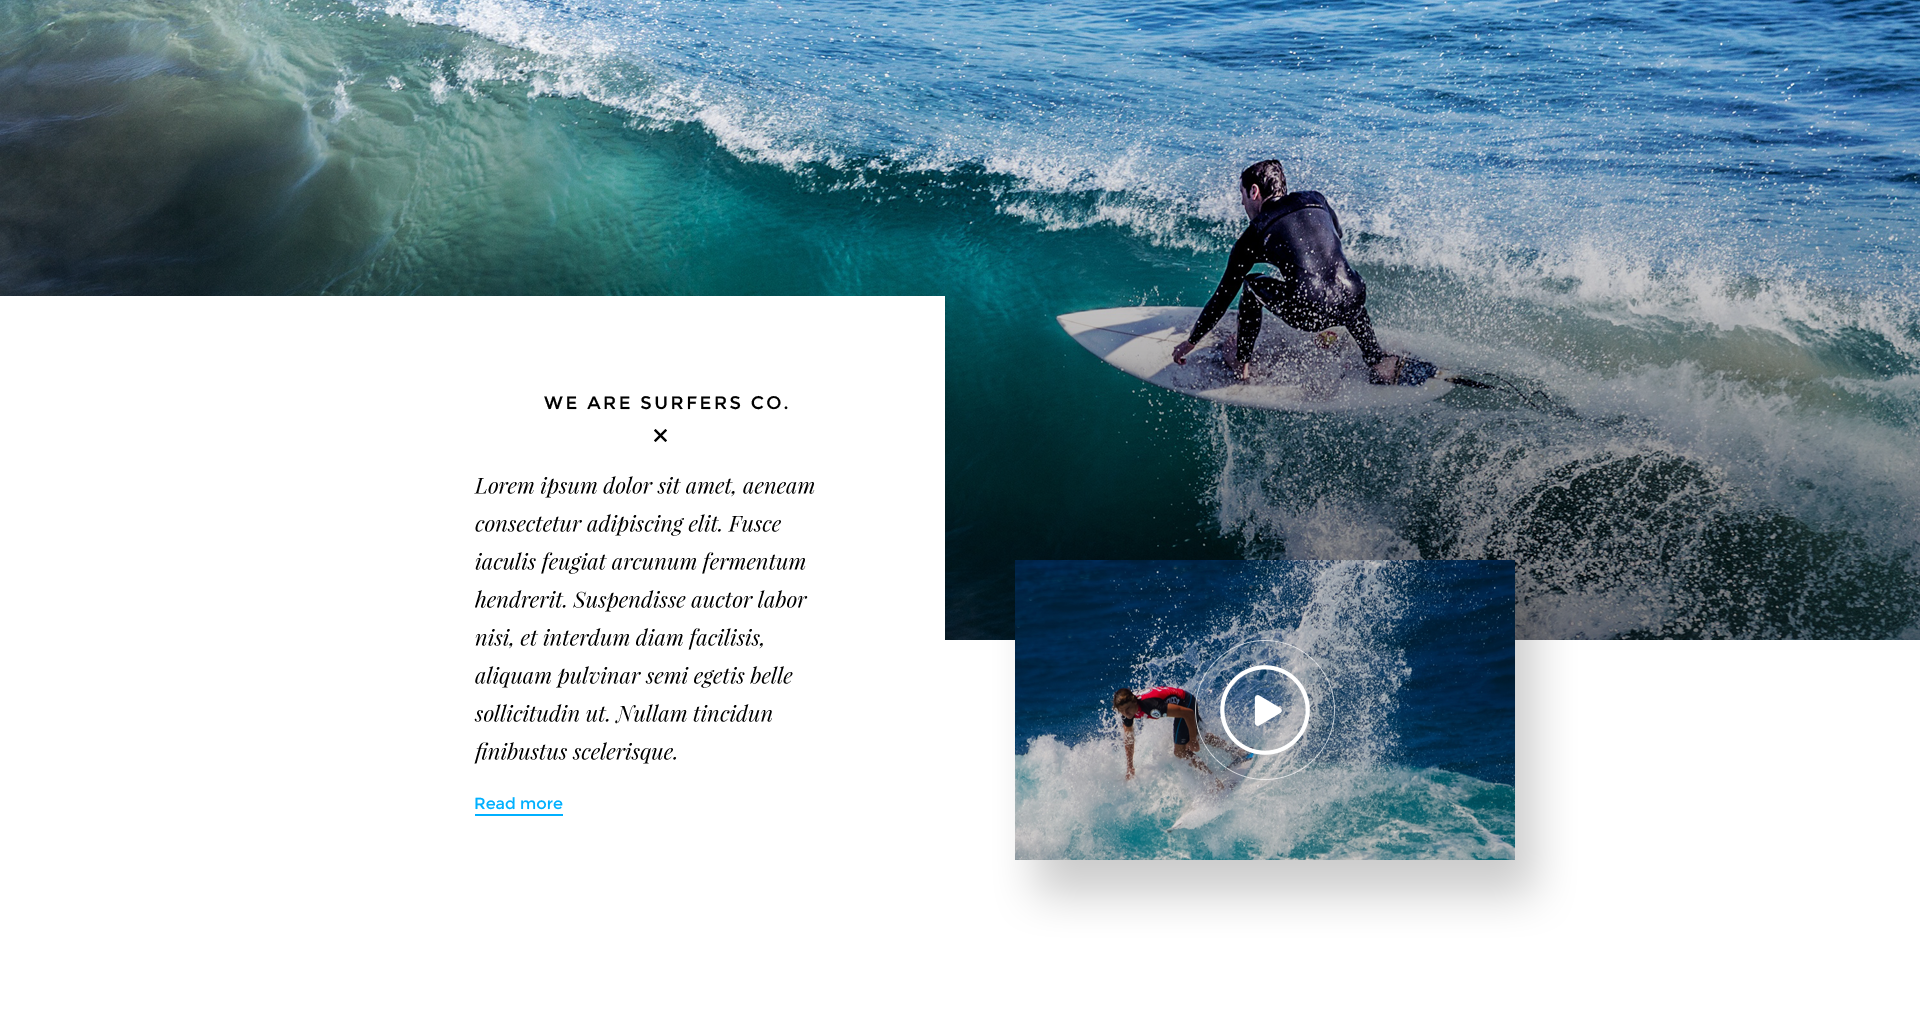 WE ARE SURFERS CO.
Lorem ipsum dolor sit amet, aeneam
consectetur adipiscing elit. Fusce
iaculis feugiat arcunum fermentum
hendrerit. Suspendisse auctor labor
nisi, et interdum diam facilisis,
aliquam pulvinar semi egetis belle
sollicitudin ut. Nullam tincidun
finibustus scelerisque.
Read more